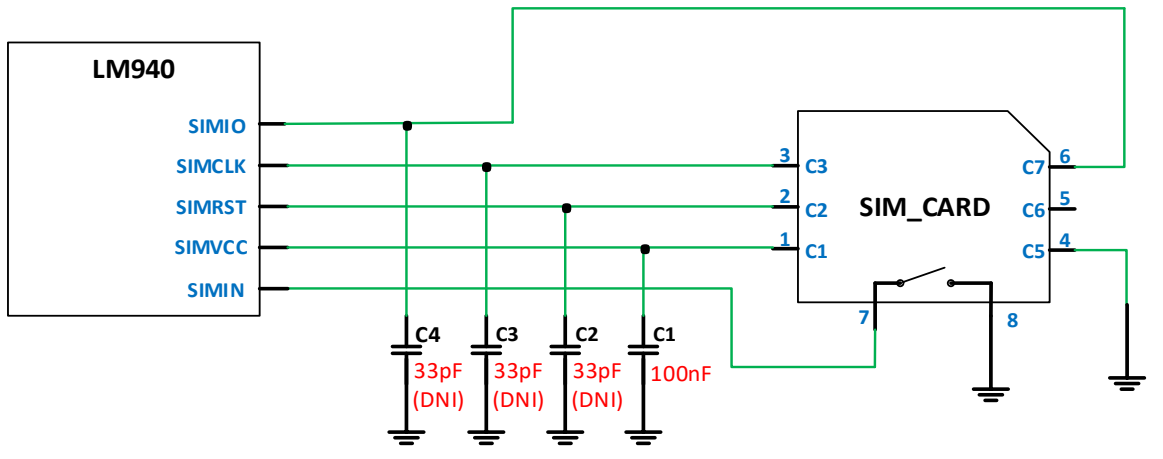 LM940
SIMIO
SIMCLK
SIMRST
SIMVCC
SIMIN
3
C3
2
C2
1
C1
SIM_CARD
C7
6
C6
5
C5
4
7
8
C4
33pF
(DNI)
C3
33pF
(DNI)
C2
33pF
(DNI)
C1
100nF